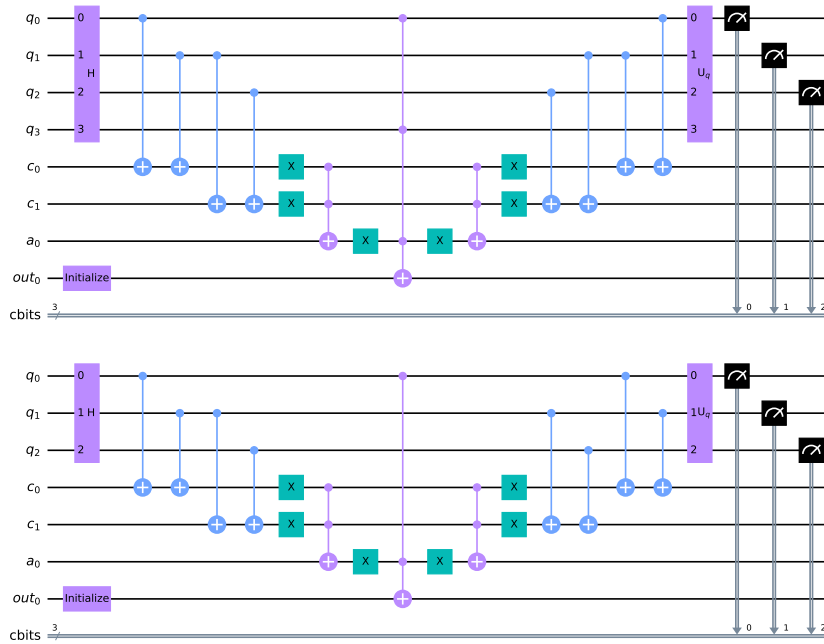 q0 0
q1 1 H 1 Uq
q2 2 2
q3 3 3
c0 X X
c1 X X
a0 X X
out0 Initialize
cbits 3 0 1 2
q0 0 0
q1 1 H 1 Uq
q2 2 2
c0 X X
c1 X X
a0 X X
out0 Initialize
cbits 3 0 1 2